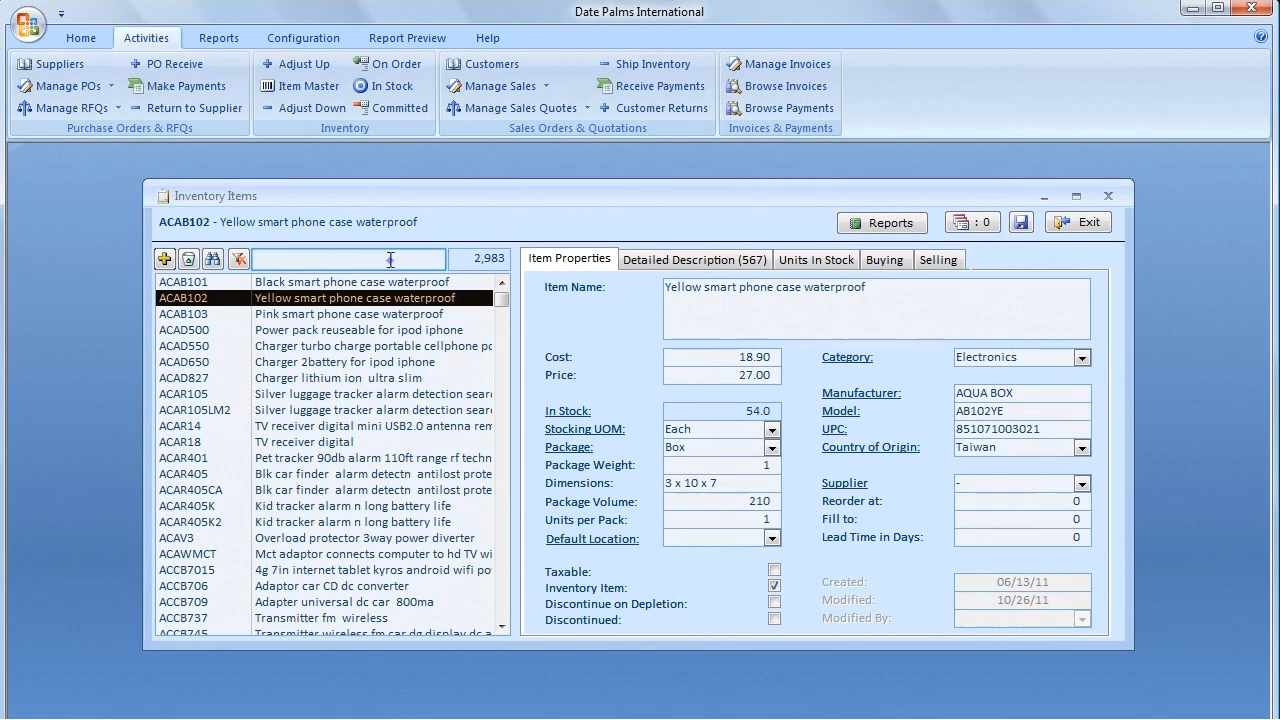 Date Palms International
Home Activities Reports Configuration Report Preview Help
Suppliers PO Receive Adjust Up On Order Customers Ship Inventory Manage Invoices
Manage POs Make Payments Item Master In Stock Manage Sales Receive Payments Browse Invoices
Manage RFQs Return to Supplier Adjust Down Committed Manage Sales Quotes Customer Returns Browse Payments
Purchase Orders & RFQs Inventory Sales Orders & Quotations Invoices & Payments
Inventory Items
ACAB102 - Yellow smart phone case waterproof Reports : 0 Exit
2,983 Item Properties Detailed Description (567) Units In Stock Buying Selling
ACAB101 Black smart phone case waterproof
ACAB102 Yellow smart phone case waterproof
ACAB103 Pink smart phone case waterproof
ACAD500 Power pack reuseable for ipod iphone
ACAD550 Charger turbo charge portable cellphone pc
ACAD650 Charger 2battery for ipod iphone
ACAD827 Charger lithium ion ultra slim
ACAR105 Silver luggage tracker alarm detection sear
ACAR105LM2 Silver luggage tracker alarm detection sear
ACAR14 TV receiver digital mini USB2.0 antenna rem
ACAR18 TV receiver digital
ACAR401 Pet tracker 90db alarm 110ft range rf techn
ACAR405 Blk car finder alarm detectn antilost prote
ACAR405CA Blk car finder alarm detectn antilost prote
ACAR405K Kid tracker alarm n long battery life
ACAR405K2 Kid tracker alarm n long battery life
ACAV3 Overload protector 3way power diverter
ACAWMCT Mct adaptor connects computer to hd TV wi
ACCB7015 4g 7in internet tablet kyros android wifi po
ACCB706 Adaptor car CD dc converter
ACCB709 Adapter universal dc car 800ma
ACCB737 Transmitter fm wireless
ACCB745 Transmitter wireless fm car dg display dc a
Item Name: Yellow smart phone case waterproof
Cost: 18.90 Category: Electronics
Price: 27.00
Manufacturer: AQUA BOX
In Stock: 54.0 Model: AB102YE
Stocking UOM: Each UPC: 851071003021
Package: Box Country of Origin: Taiwan
Package Weight: 1
Dimensions: 3 x 10 x 7 Supplier -
Package Volume: 210 Reorder at: 0
Units per Pack: 1 Fill to: 0
Default Location: Lead Time in Days: 0
Taxable:
Inventory Item: Created: 06/13/11
Discontinue on Depletion: Modified: 10/26/11
Discontinued: Modified By: